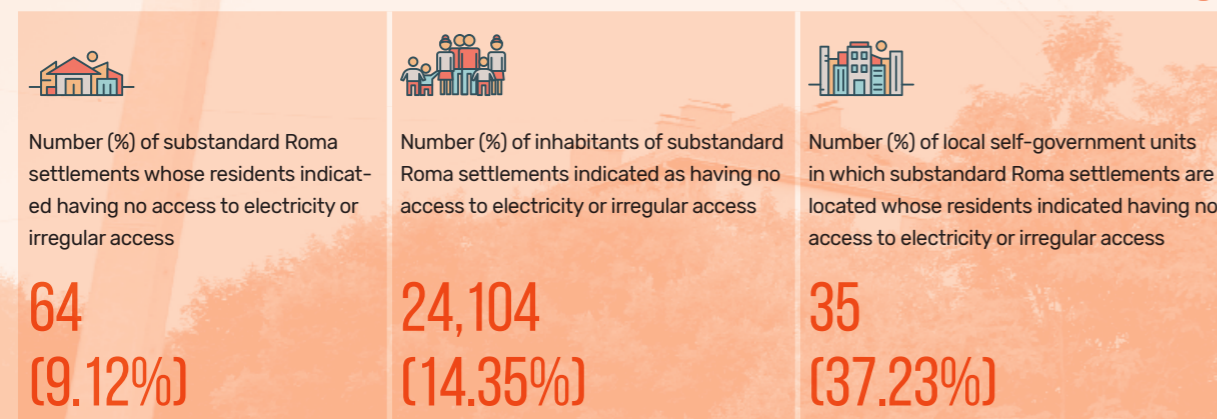 Number (%) of substandard Roma
settlements whose residents indicat-
ed having no access to electricity or
irregular access
64
(9.12%)
Number (%) of inhabitants of substandard
Roma settlements indicated as having no
access to electricity or irregular access
24,104
(14.35%)
Number (%) of local self-government units
in which substandard Roma settlements are
located whose residents indicated having no
access to electricity or irregular access
35
(37.23%)